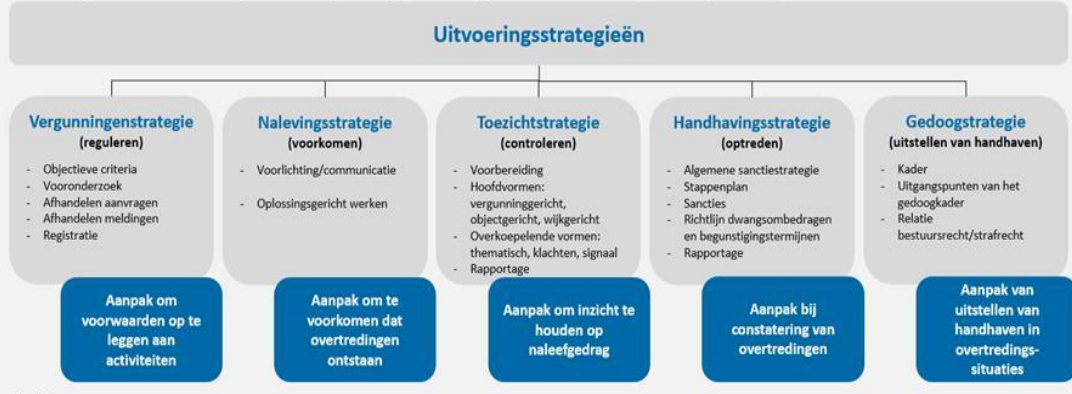 Uitvoeringsstrategieën
Vergunningenstrategie
(reguleren)
- Objectieve criteria
- Vooronderzoek
- Afhandelen aanvragen
- Afhandelen meldingen
- Registratie
Aanpak om
voorwaarden op te
leggen aan
activiteiten
Nalevingsstrategie
(voorkomen)
- Voorlichting/communicatie
- Oplossingsgericht werken
Aanpak om te
voorkomen dat
overtredingen
ontstaan
Toezichtstrategie
(controleren)
- Voorbereiding
- Hoofdvormen:
vergunninggericht,
objectgericht, wijkgericht
- Overkoepelende vormen:
thematisch, klachten, signaal
- Rapportage
Aanpak om inzicht te
houden op
naleefgedrag
Handhavingsstrategie
(optreden)
- Algemene sanctiestrategie
- Stappenplan
- Sancties
- Richtlijn dwangsombedragen
en begunstigingstermijnen
- Rapportage
Aanpak bij
constatering van
overtredingen
Gedoogstrategie
(uitstellen van handhaven)
- Kader
- Uitgangspunten van het
gedoogkader
- Relatie
bestuursrecht/strafrecht
Aanpak van
uitstellen van
handhaven in
overtredings-
situaties